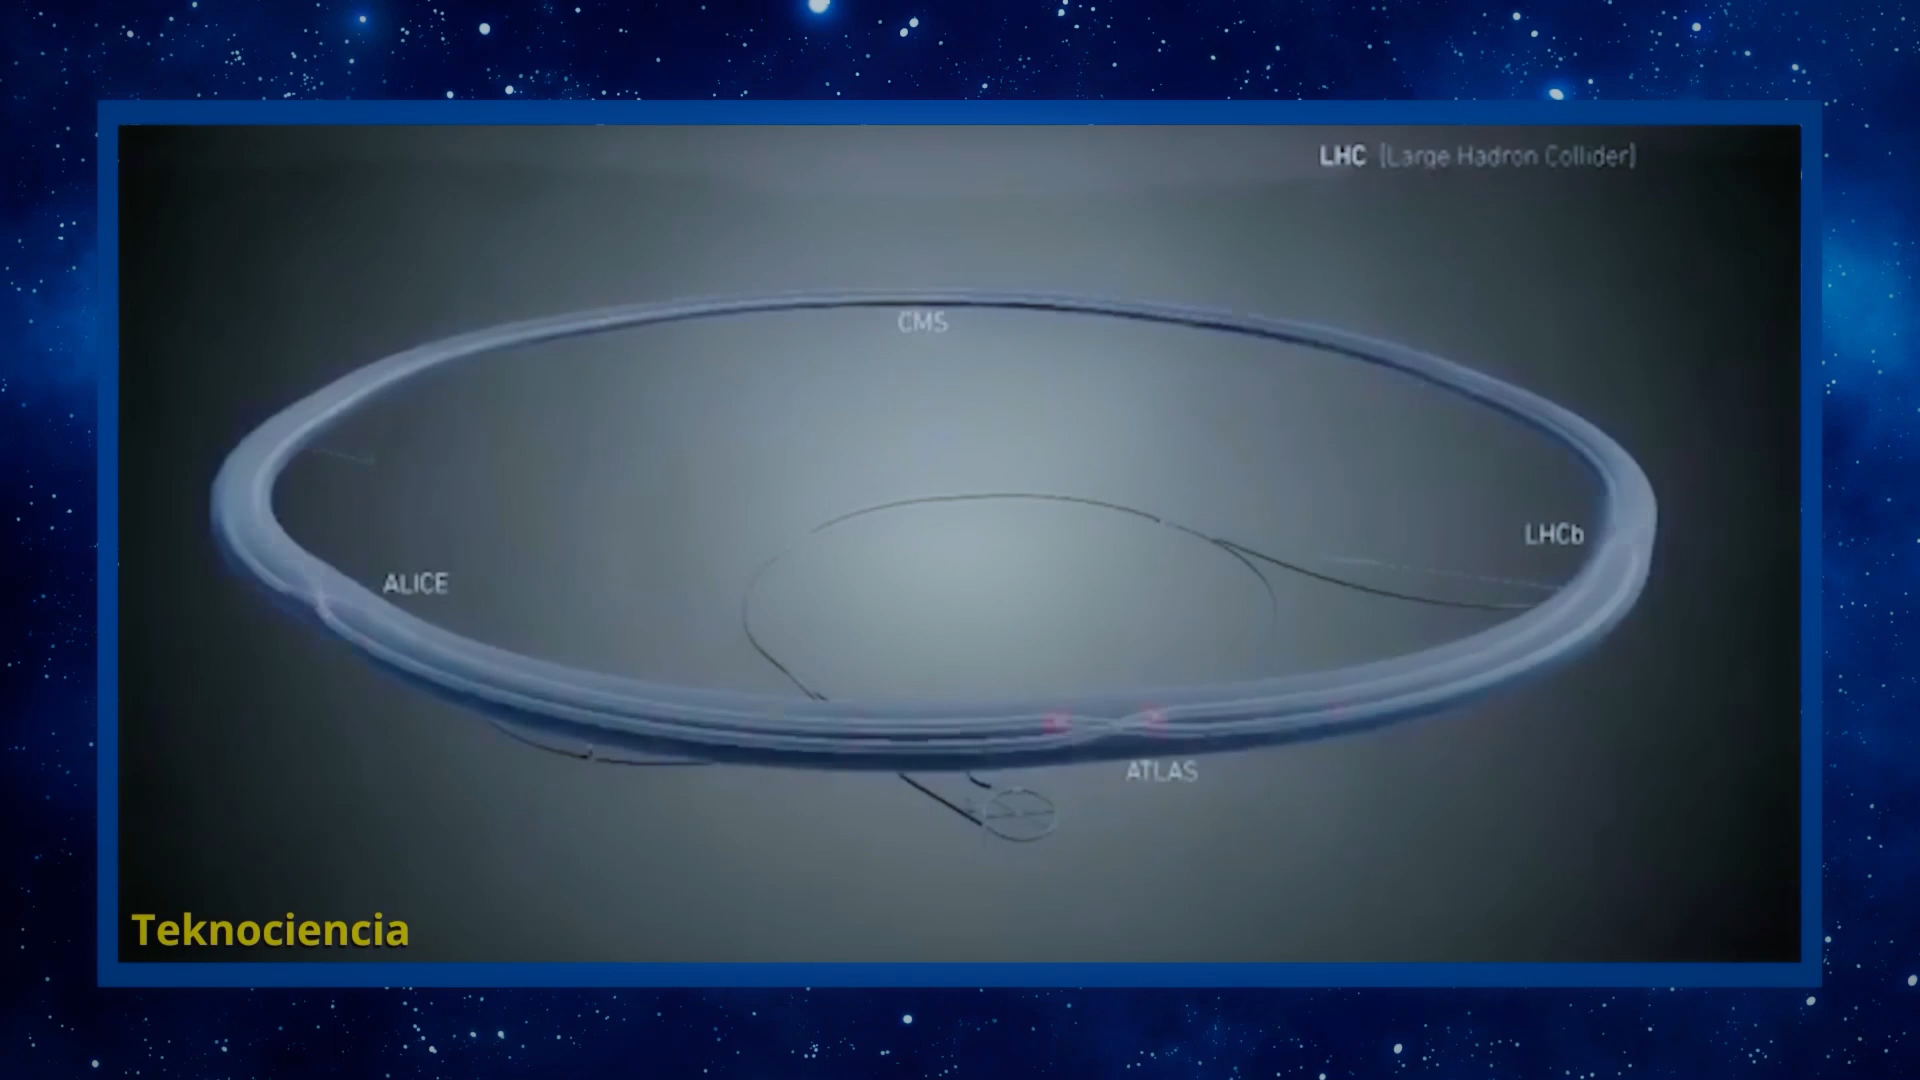 LHC [Large Hadron Collider]
CMS
LHCb
ALICE
ATLAS
Teknociencia